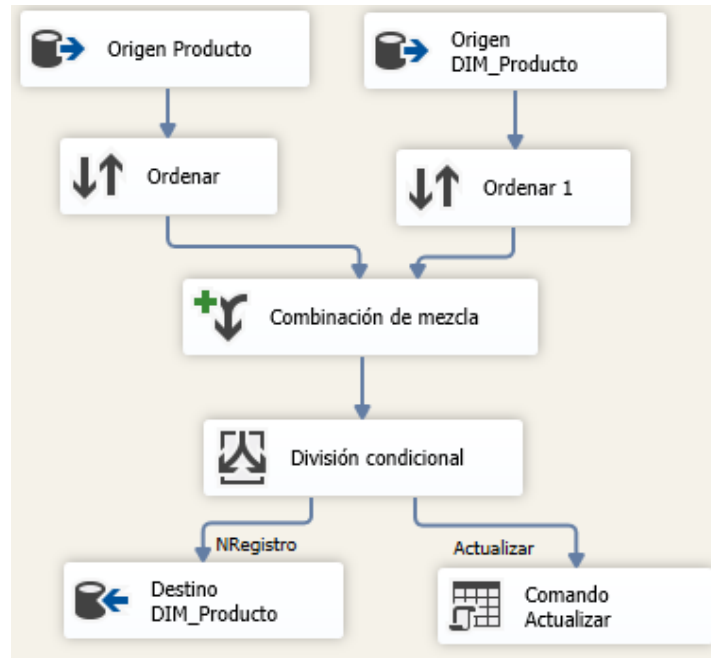 Origen Producto
Origen
DIM_Producto
Ordenar
Ordenar 1
Combinación de mezcla
División condicional
NRegistro
Actualizar
Destino
DIM_Producto
Comando
Actualizar